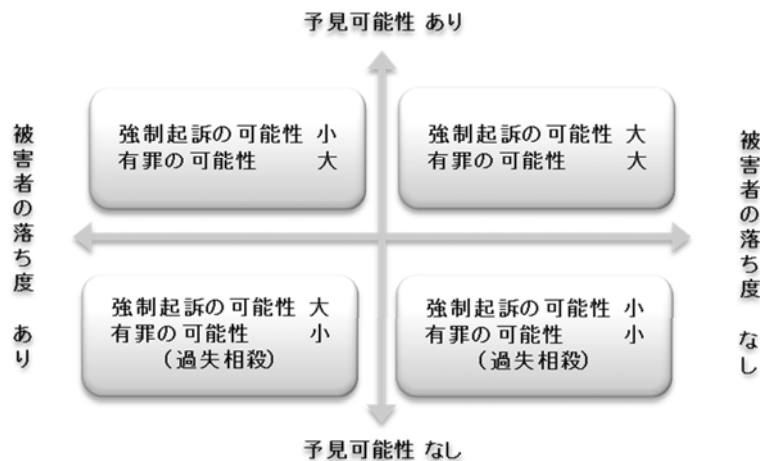 予見可能性 あり
被害者の落ち度 あり
強制起訴の可能性 小
有罪の可能性 大
強制起訴の可能性 大
有罪の可能性 大
被害者の落ち度 なし
強制起訴の可能性 大
有罪の可能性 小
（過失相殺）
強制起訴の可能性 小
有罪の可能性 小
（過失相殺）
予見可能性 なし